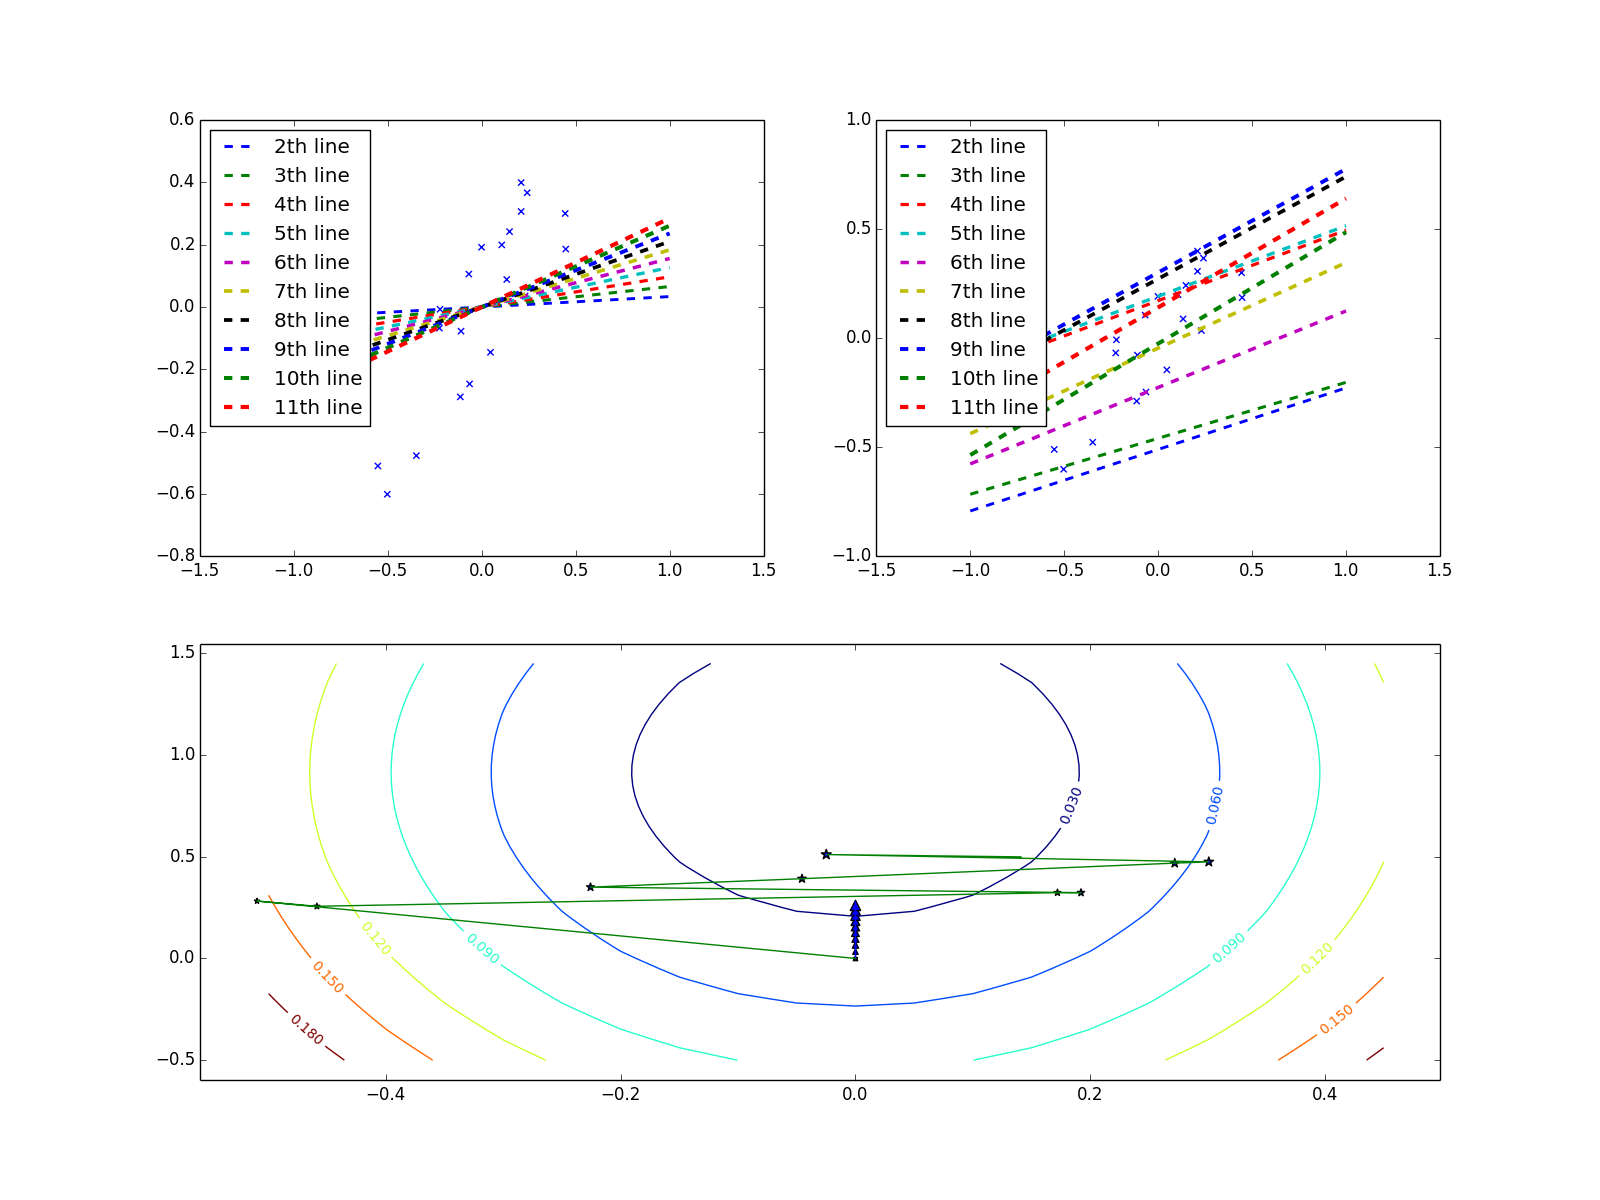 0.6
0.4
0.2
0.0
−0.2
−0.4
−0.6
−0.8
−1.5 −1.0 −0.5 0.0 0.5 1.0 1.5
2th line
3th line
4th line
5th line
6th line
7th line
8th line
9th line
10th line
11th line
1.0
0.5
0.0
−0.5
−1.0
−1.5 −1.0 −0.5 0.0 0.5 1.0 1.5
2th line
3th line
4th line
5th line
6th line
7th line
8th line
9th line
10th line
11th line
1.5
1.0
0.5
0.0
−0.5
−0.4 −0.2 0.0 0.2 0.4
0.030
0.060
0.120
0.090
0.090
0.120
0.150
0.150
0.180